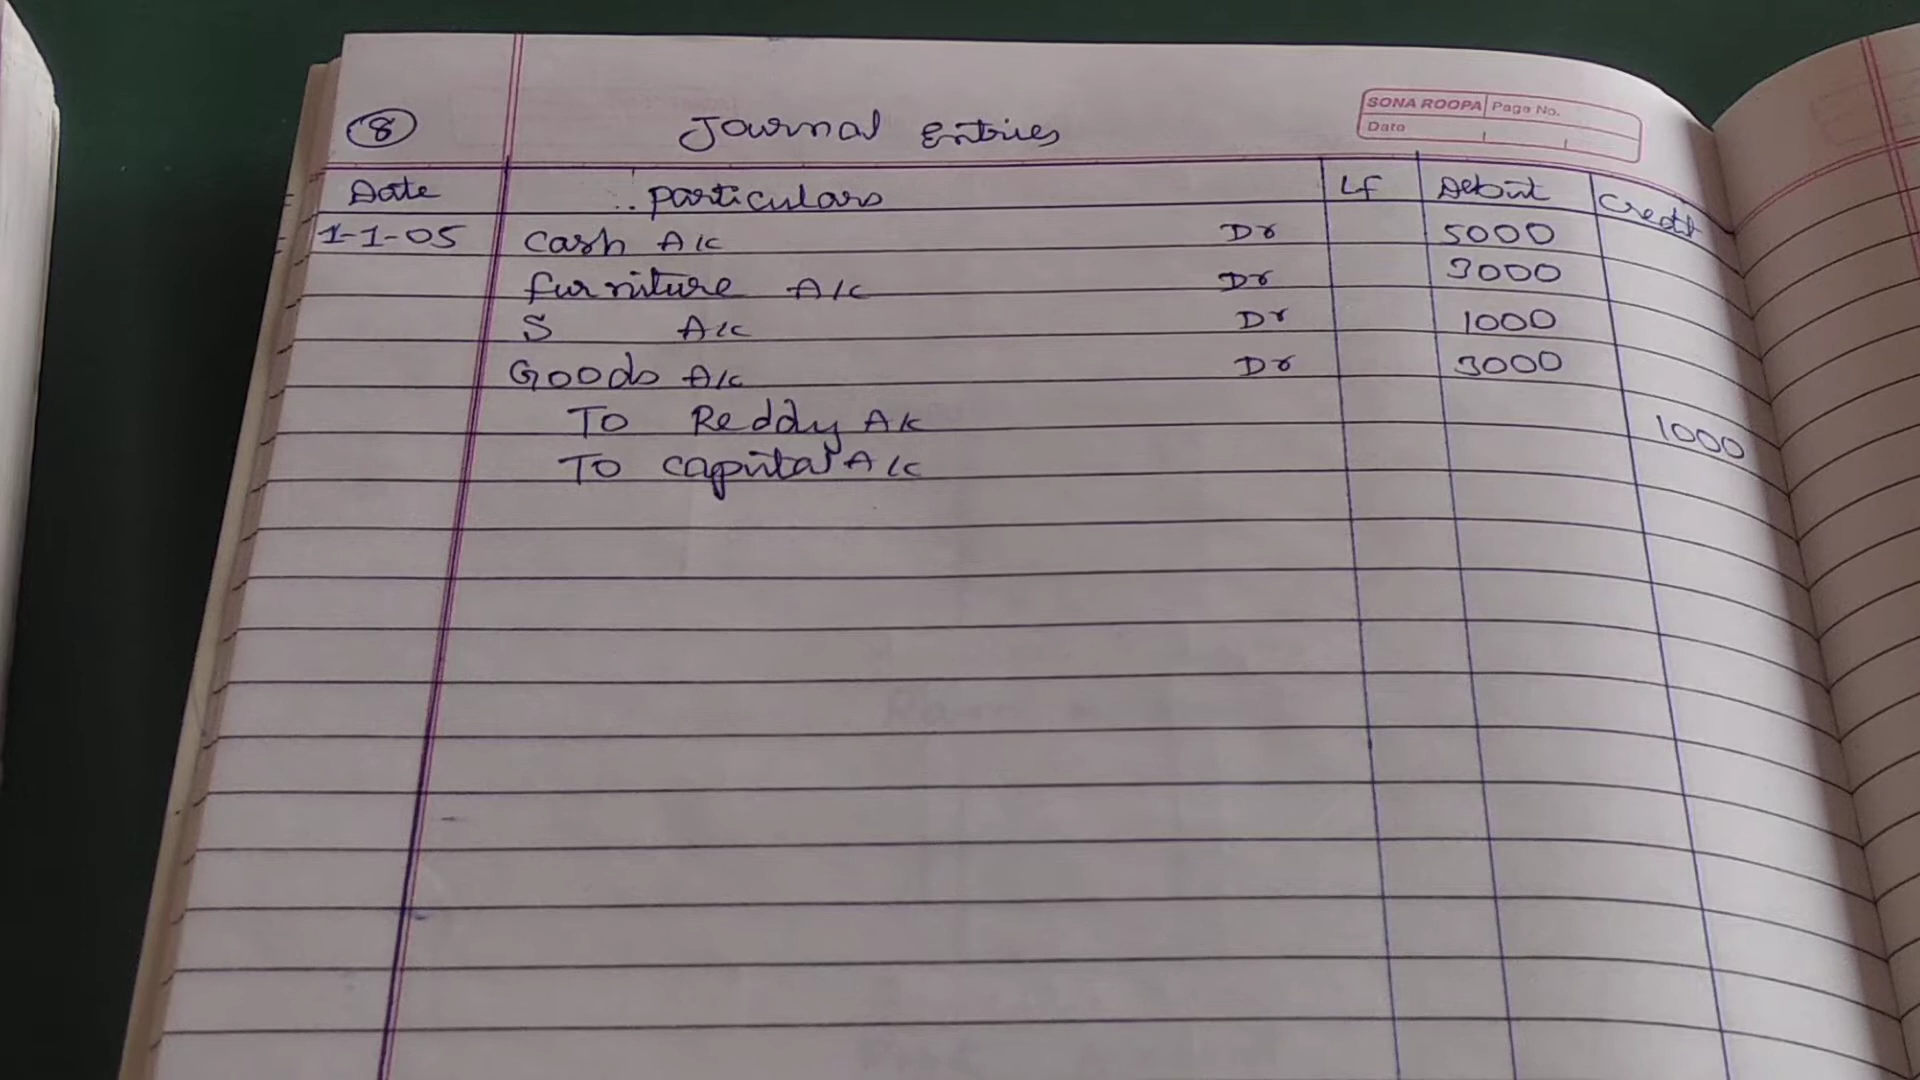 SONA ROOPA Page No.
Date
8 Journal Entries
Date Particulars LF Debit Credit
1-1-05 Cash A/c Dr 5000
Furniture A/c Dr 3000
S A/c Dr 1000
Goods A/c Dr 3000
To Reddy A/c 1000
To Capital A/c